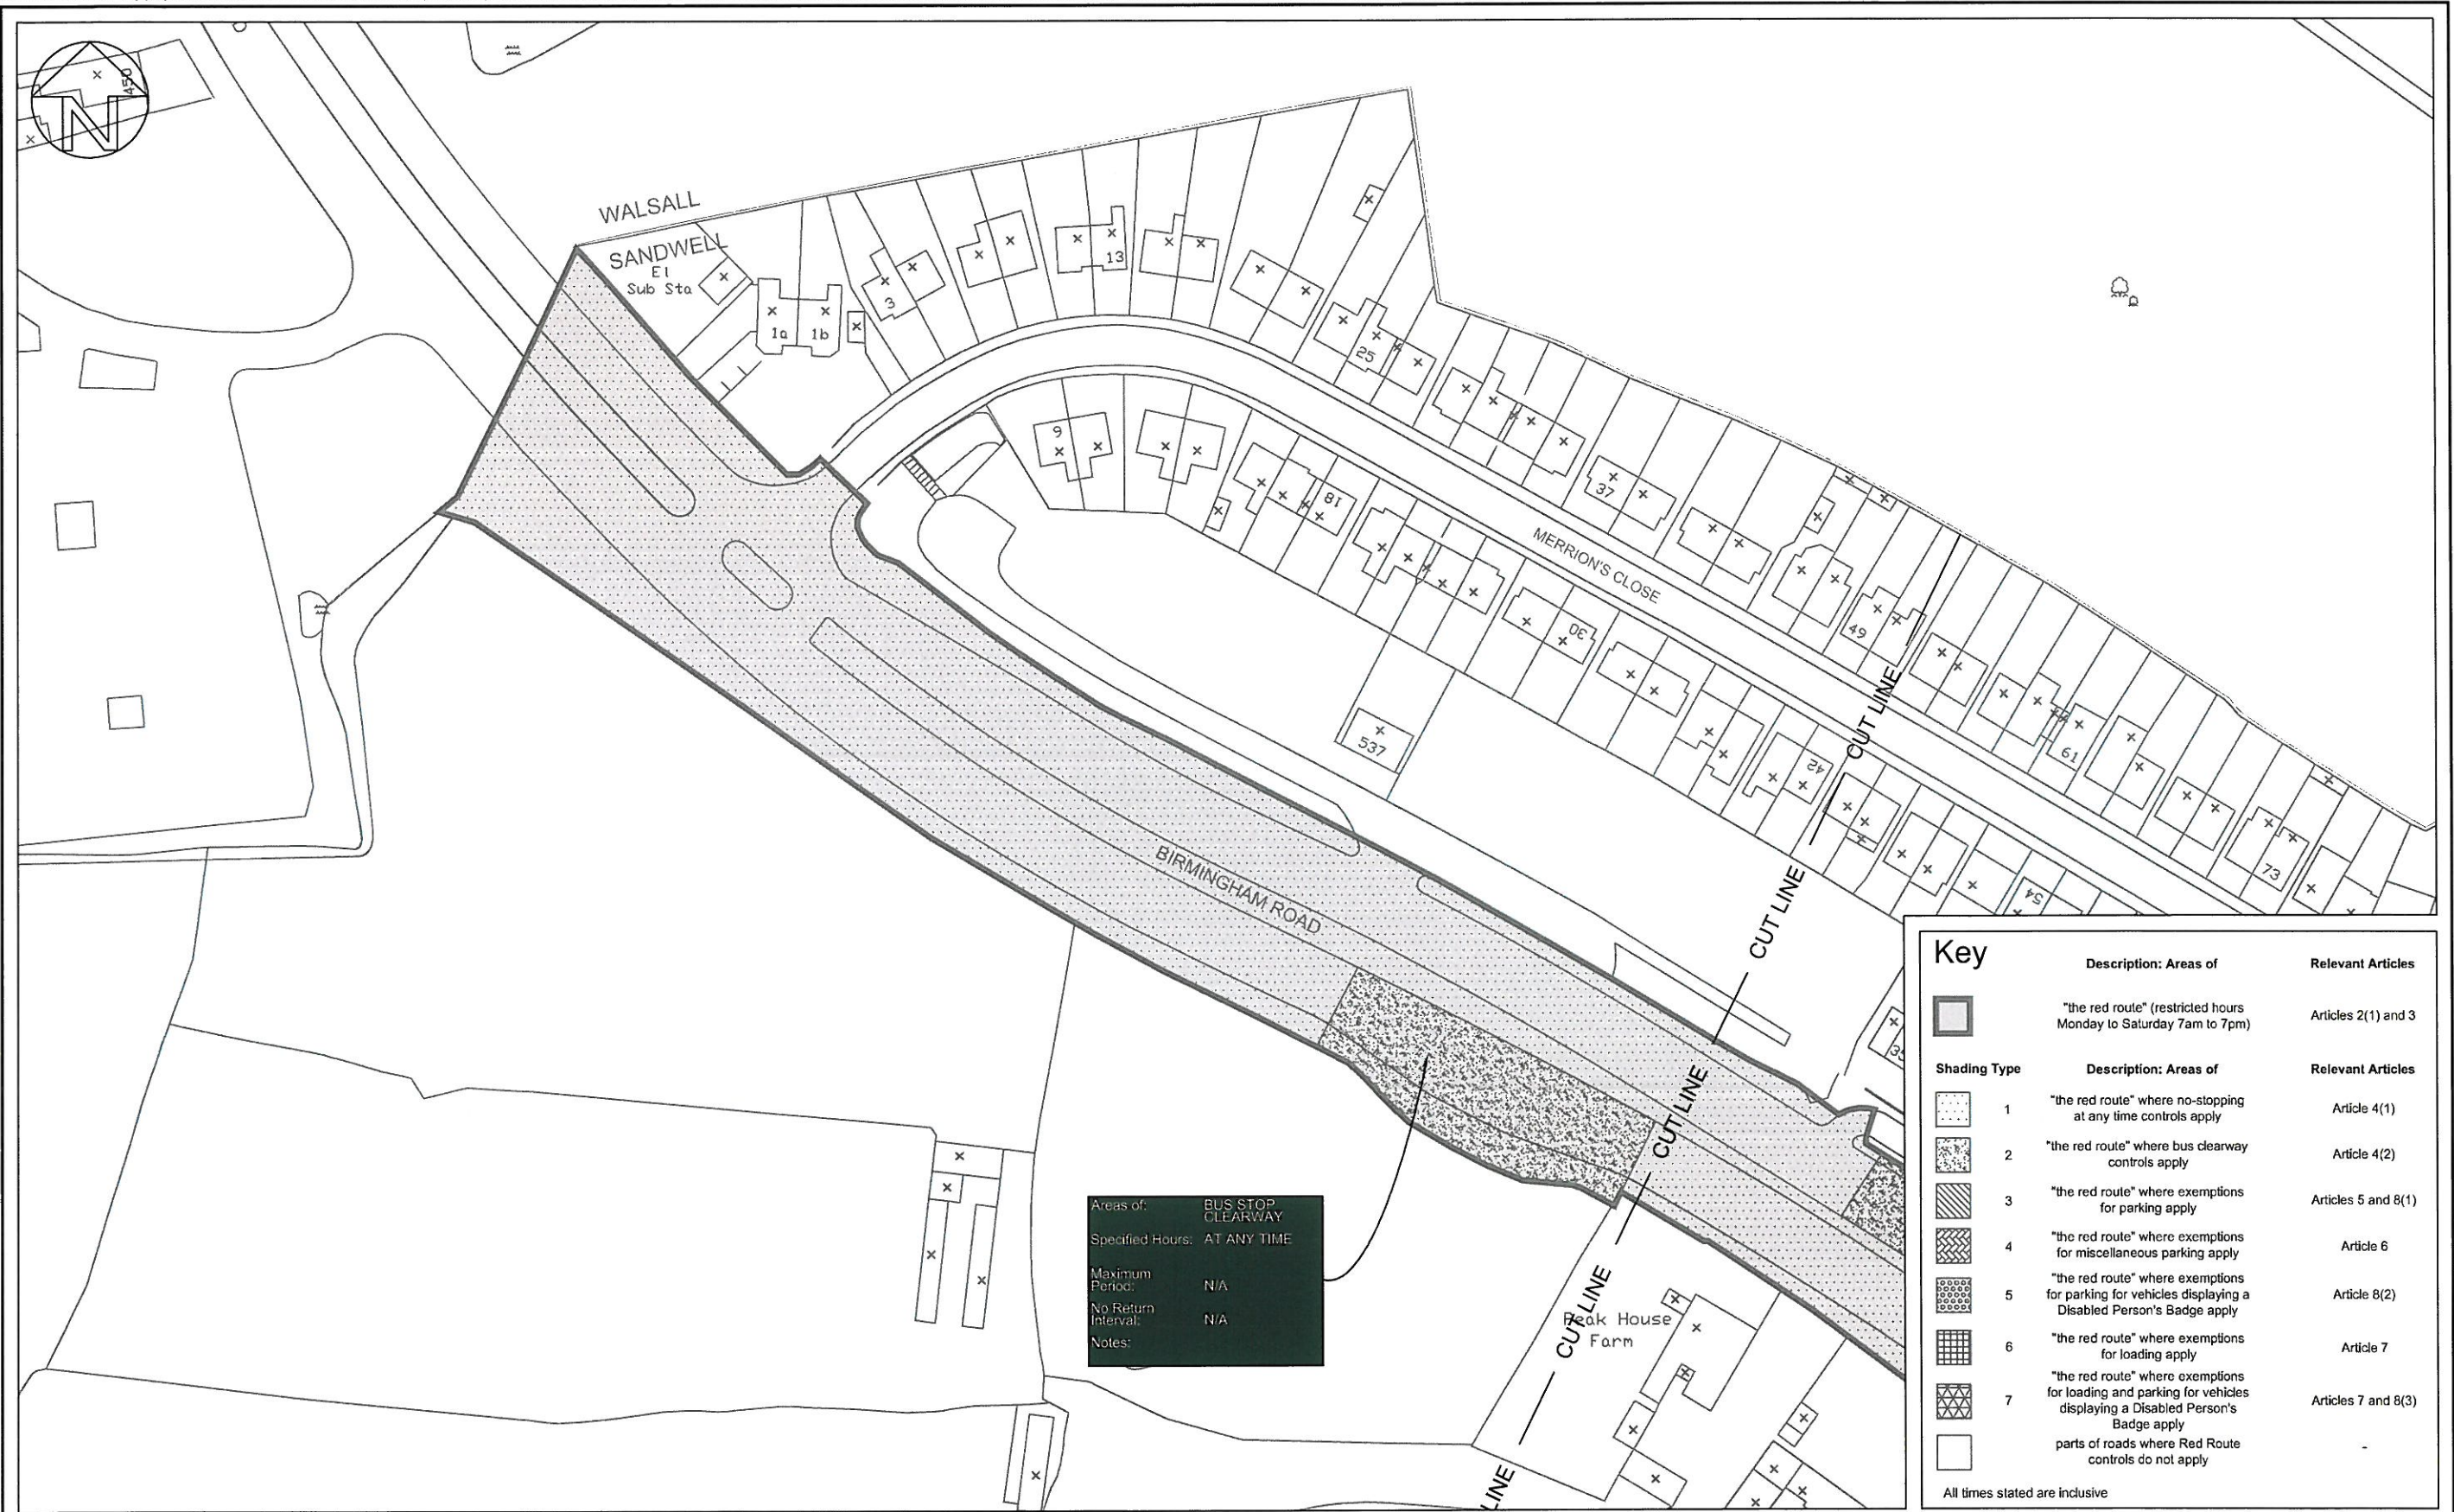 N
450
WALSALL
SANDWELL
El
Sub Sta
1a
1b
3
13
9
25
18
37
MERRION'S CLOSE
30
49
537
42
61
73
54
35
BIRMINGHAM ROAD
CUT LINE
CUT LINE
CUT LINE
CUT LINE
LINE
Peak House
Farm
Areas of: BUS STOP
CLEARWAY
Specified Hours: AT ANY TIME
Maximum
Period: N/A
No Return
Interval: N/A
Notes:
Key
Description: Areas of Relevant Articles
"the red route" (restricted hours
Monday to Saturday 7am to 7pm) Articles 2(1) and 3
Shading Type Description: Areas of Relevant Articles
1 "the red route" where no-stopping
at any time controls apply Article 4(1)
2 "the red route" where bus clearway
controls apply Article 4(2)
3 "the red route" where exemptions
for parking apply Articles 5 and 8(1)
4 "the red route" where exemptions
for miscellaneous parking apply Article 6
5 "the red route" where exemptions
for parking for vehicles displaying a
Disabled Person's Badge apply Article 8(2)
6 "the red route" where exemptions
for loading apply Article 7
7 "the red route" where exemptions
for loading and parking for vehicles
displaying a Disabled Person's
Badge apply Articles 7 and 8(3)
parts of roads where Red Route
controls do not apply -
All times stated are inclusive